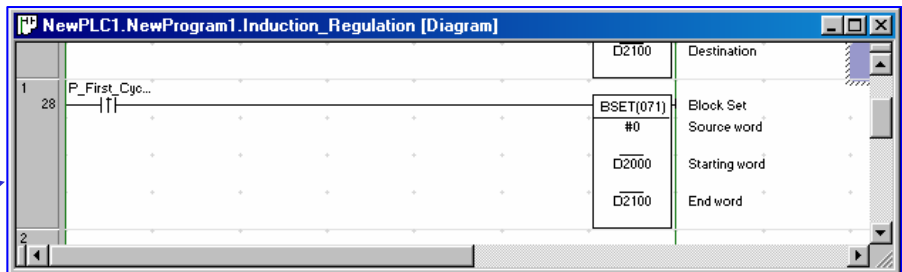 NewPLC1.NewProgram1.Induction_Regulation [Diagram]
D2100 Destination
1 P_First_Cyc...
28 BSET(071) Block Set
#0 Source word
D2000 Starting word
D2100 End word
2